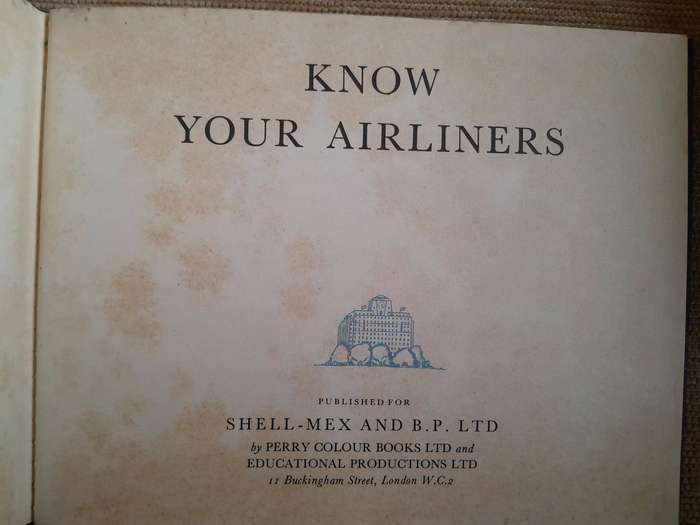 KNOW
YOUR AIRLINERS
PUBLISHED FOR
SHELL-MEX AND B.P. LTD
by PERRY COLOUR BOOKS LTD and
EDUCATIONAL PRODUCTIONS LTD
11 Buckingham Street, London W.C.2